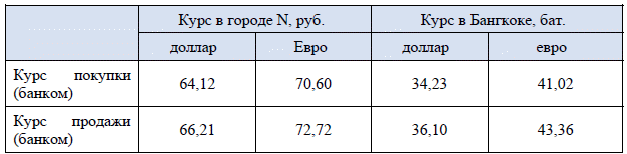 Курс в городе N, руб. Курс в Бангкоке, бат.
доллар Евро доллар евро
Курс покупки (банком) 64,12 70,60 34,23 41,02
Курс продажи (банком) 66,21 72,72 36,10 43,36